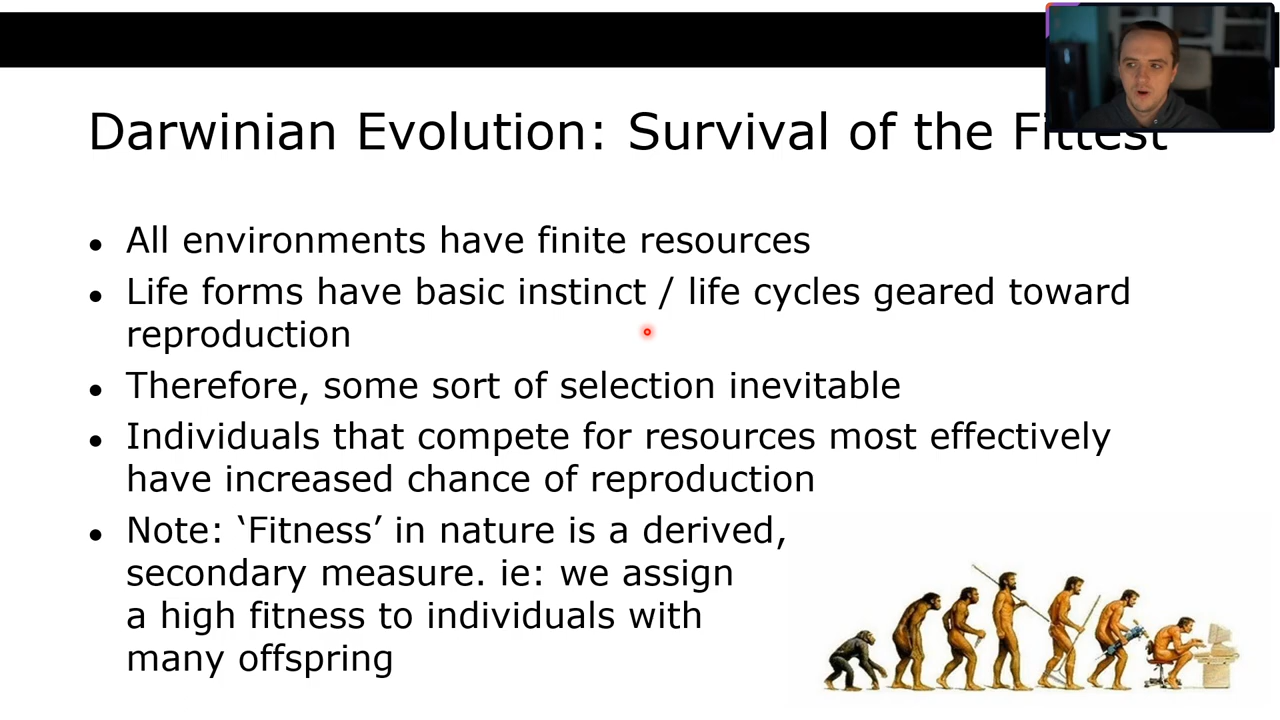 Darwinian Evolution: Survival of the Fittest
● All environments have finite resources
● Life forms have basic instinct / life cycles geared toward
reproduction
● Therefore, some sort of selection inevitable
● Individuals that compete for resources most effectively
have increased chance of reproduction
● Note: ‘Fitness’ in nature is a derived,
secondary measure. ie: we assign
a high fitness to individuals with
many offspring